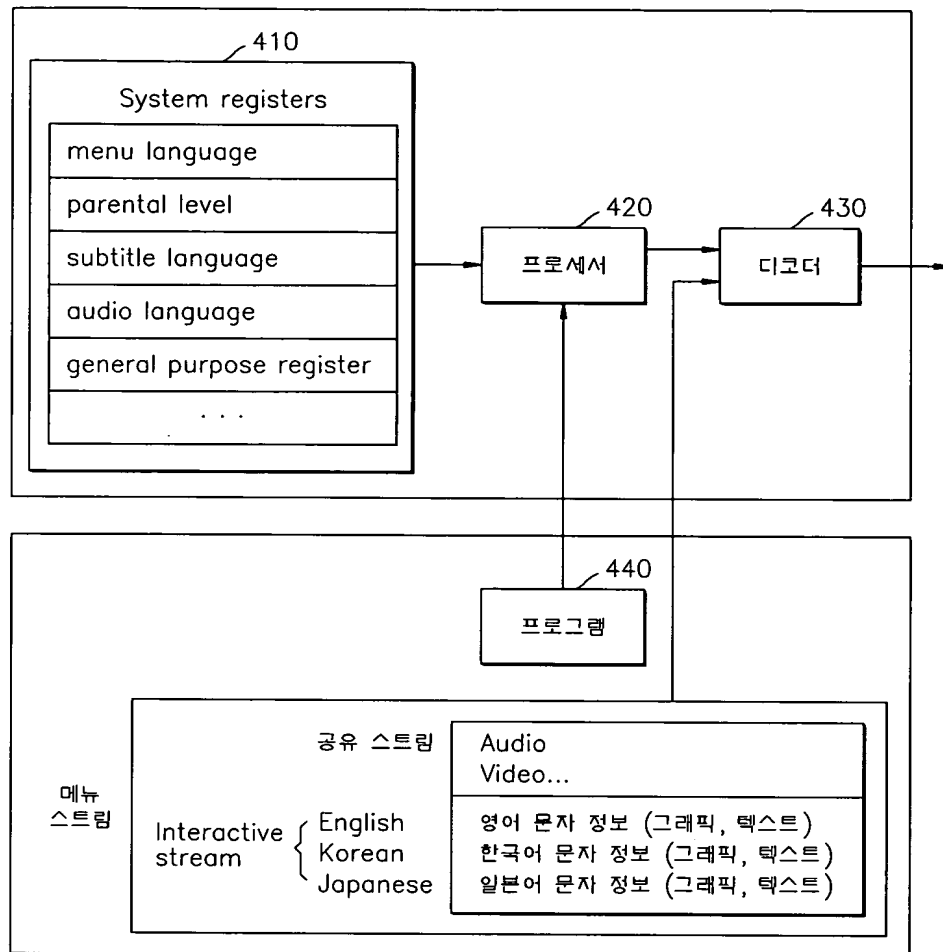 410
System registers
menu language
parental level
subtitle language
audio language
general purpose register
. . .
420
프로세서
430
디코더
440
프로그램
메뉴
스트림
공유 스트림
Audio
Video...
Interactive
stream
English
Korean
Japanese
영어 문자 정보 (그래픽, 텍스트)
한국어 문자 정보 (그래픽, 텍스트)
일본어 문자 정보 (그래픽, 텍스트)